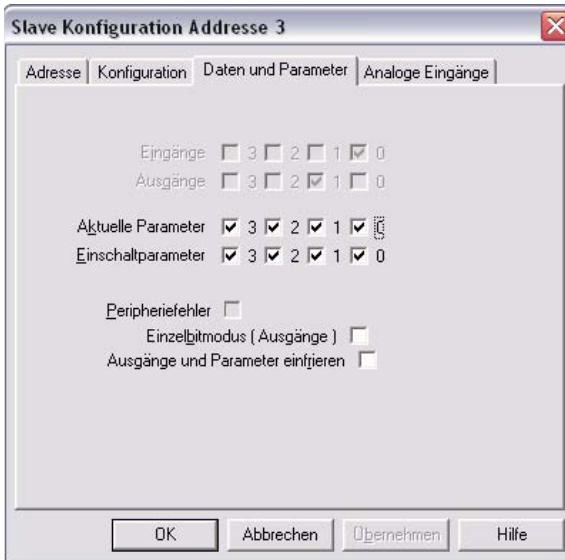 Slave Konfiguration Addresse 3
Adresse Konfiguration Daten und Parameter Analoge Eingänge
Eingänge 3 2 1 0
Ausgänge 3 2 1 0
Aktuelle Parameter 3 2 1 0
Einschaltparameter 3 2 1 0
Peripheriefehler
Einzelbitmodus ( Ausgänge )
Ausgänge und Parameter einfrieren
OK Abbrechen Übernehmen Hilfe